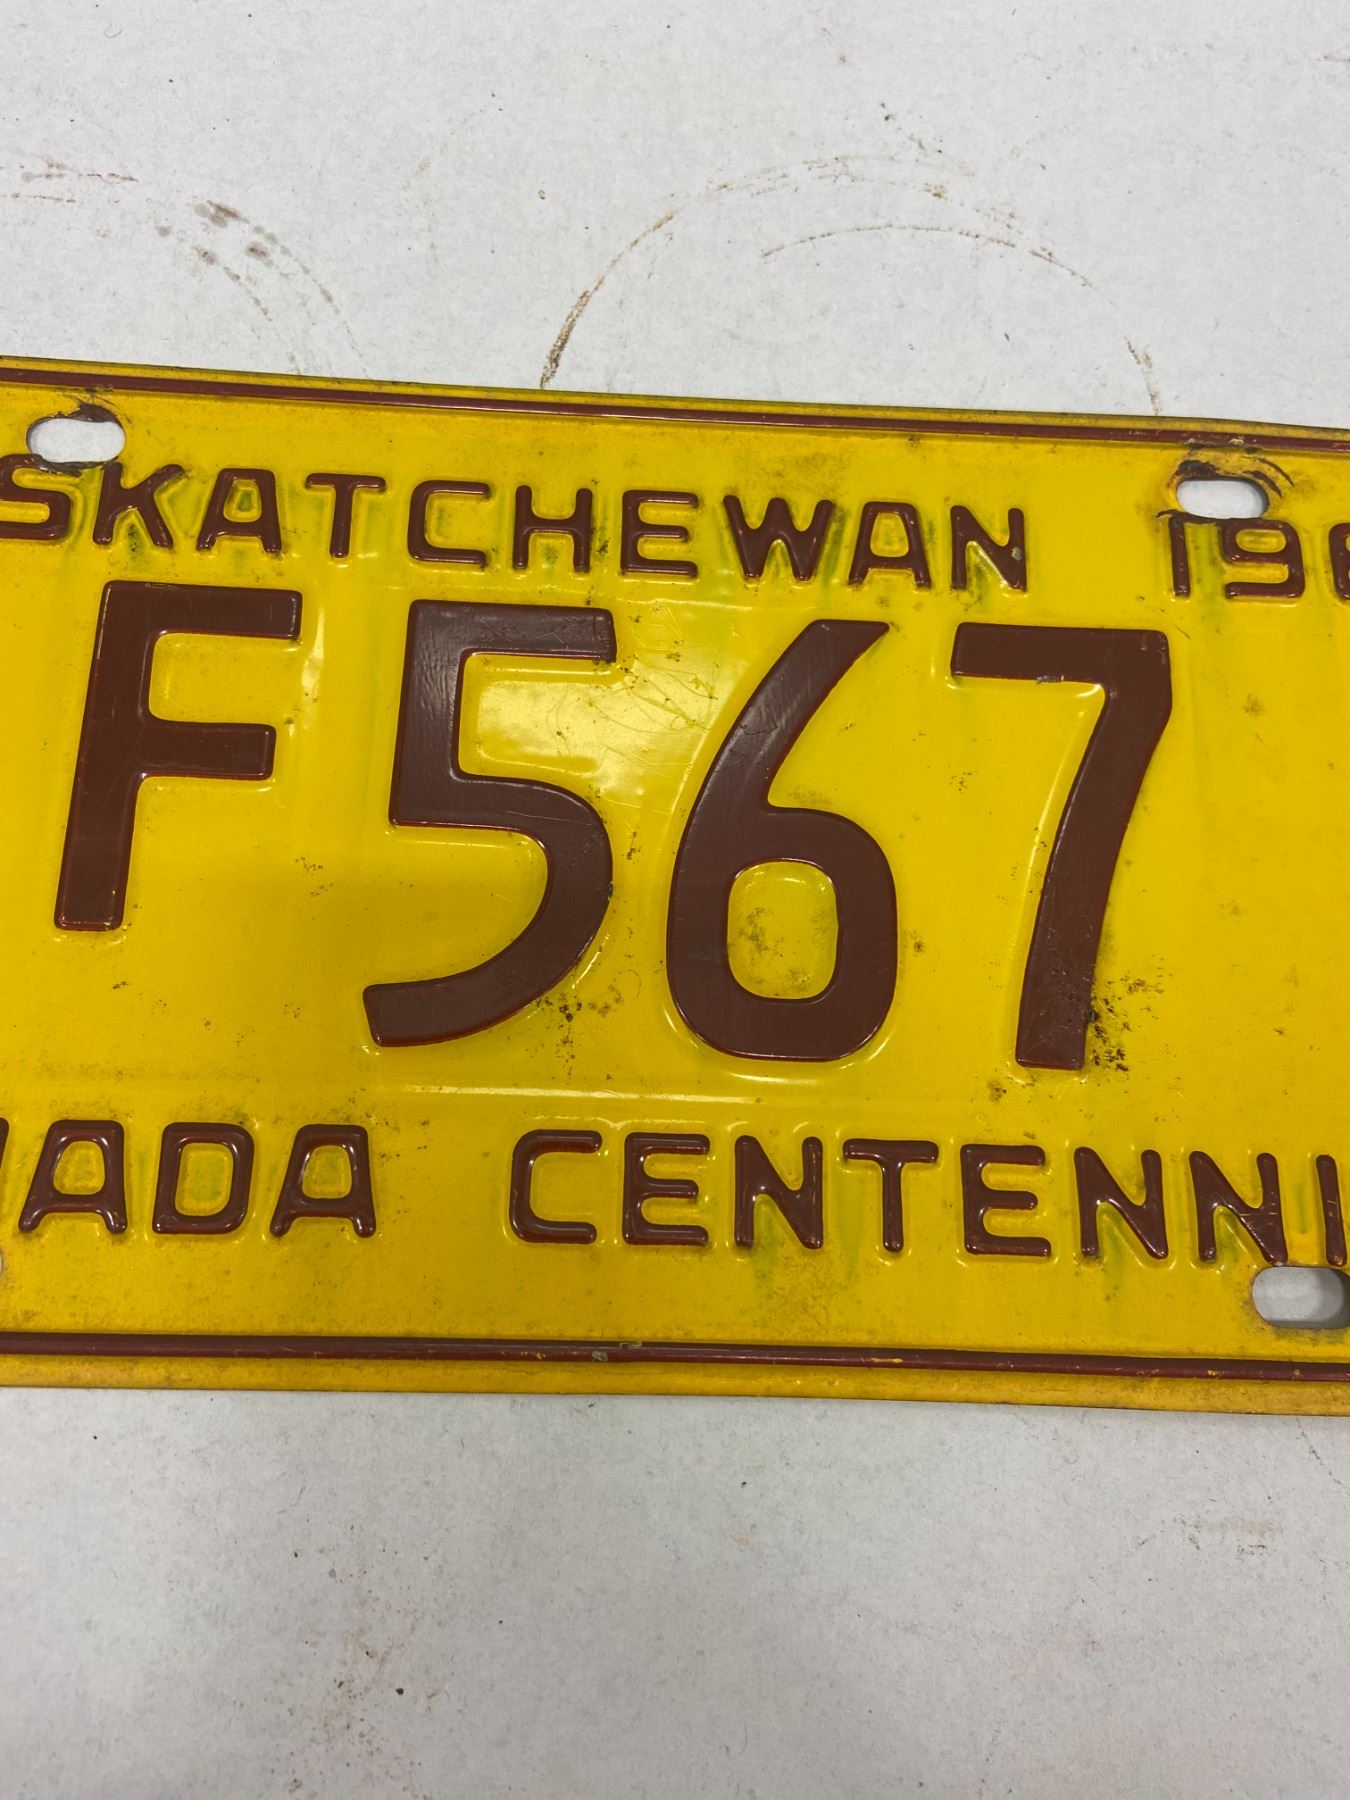 SKATCHEWAN 196
F567
NADA CENTENNI